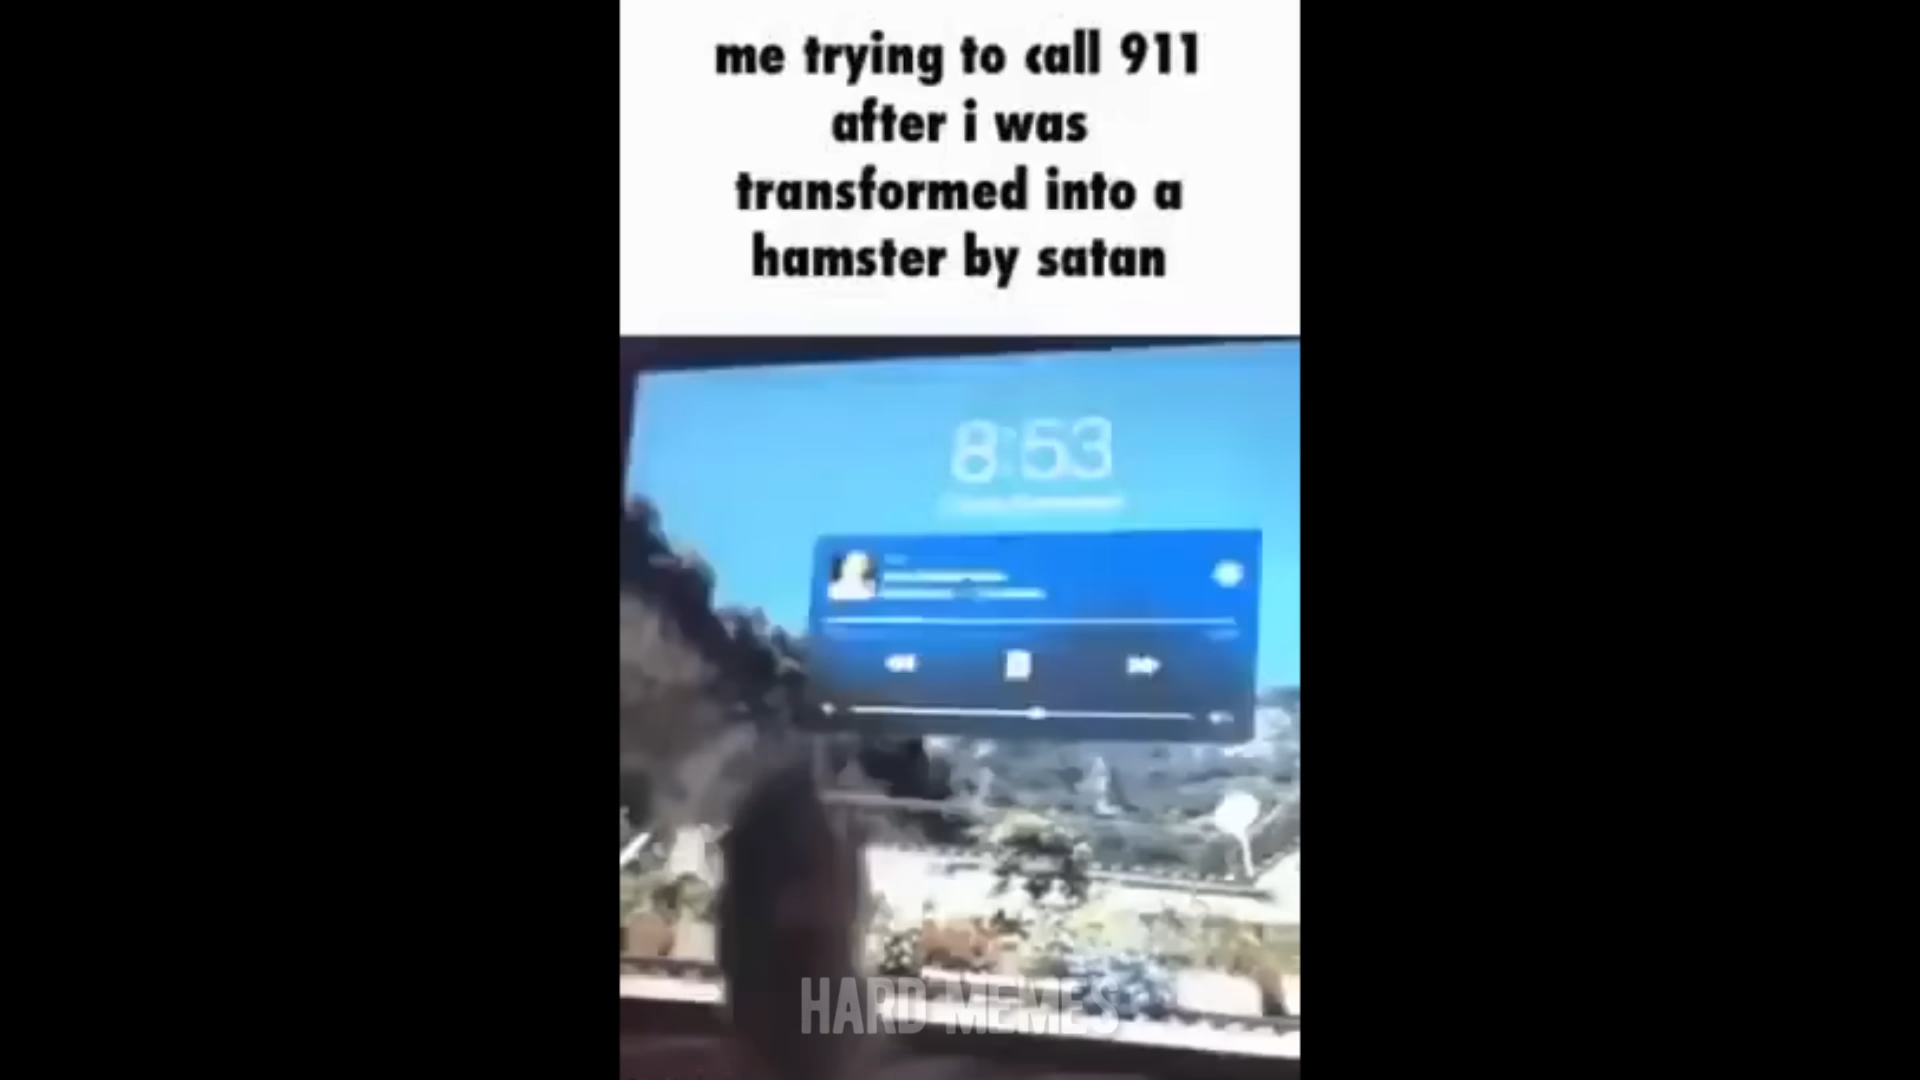 me trying to call 911
after i was
transformed into a
hamster by satan
8:53
HARD MEMES